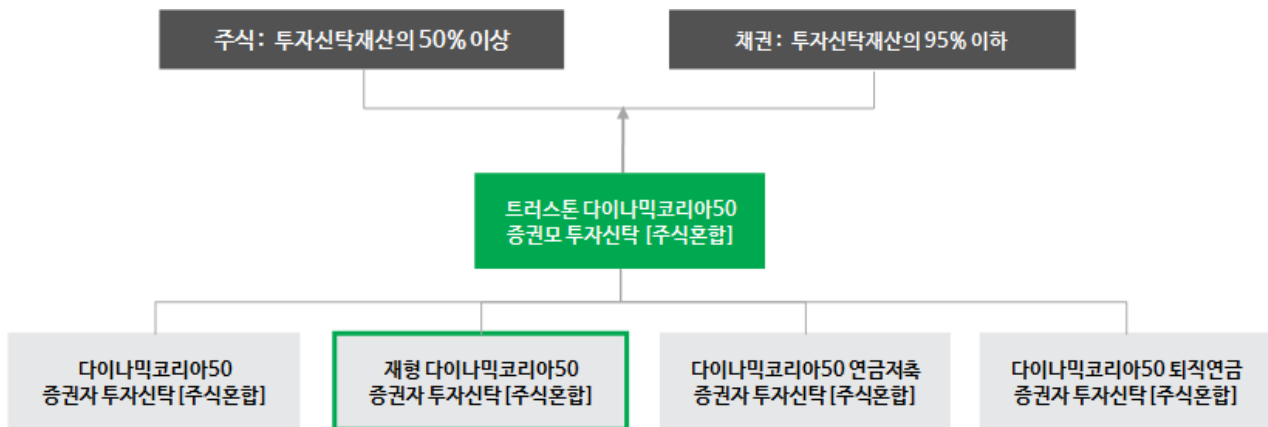 주식 : 투자신탁재산의 50% 이상
채권 : 투자신탁재산의 95% 이하
트러스톤 다이나믹코리아50
증권모 투자신탁 [주식혼합]
다이나믹코리아50
증권자 투자신탁 [주식혼합]
재형 다이나믹코리아50
증권자 투자신탁 [주식혼합]
다이나믹코리아50 연금저축
증권자 투자신탁 [주식혼합]
다이나믹코리아50 퇴직연금
증권자 투자신탁 [주식혼합]